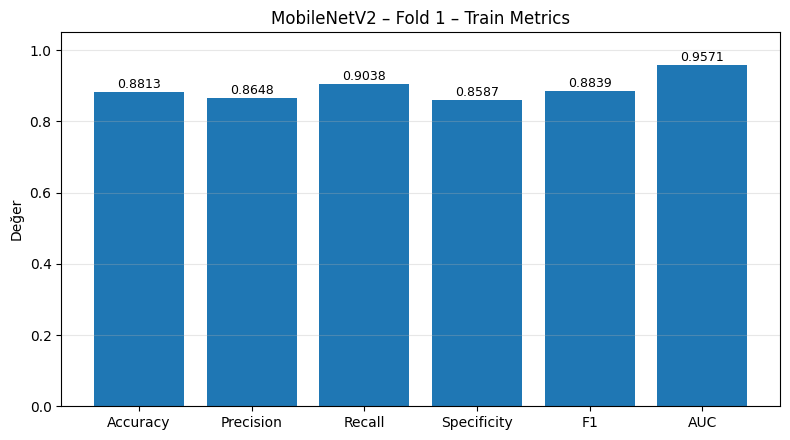 MobileNetV2 – Fold 1 – Train Metrics
Değer
1.0
0.8
0.6
0.4
0.2
0.0
0.8813
0.8648
0.9038
0.8587
0.8839
0.9571
Accuracy
Precision
Recall
Specificity
F1
AUC